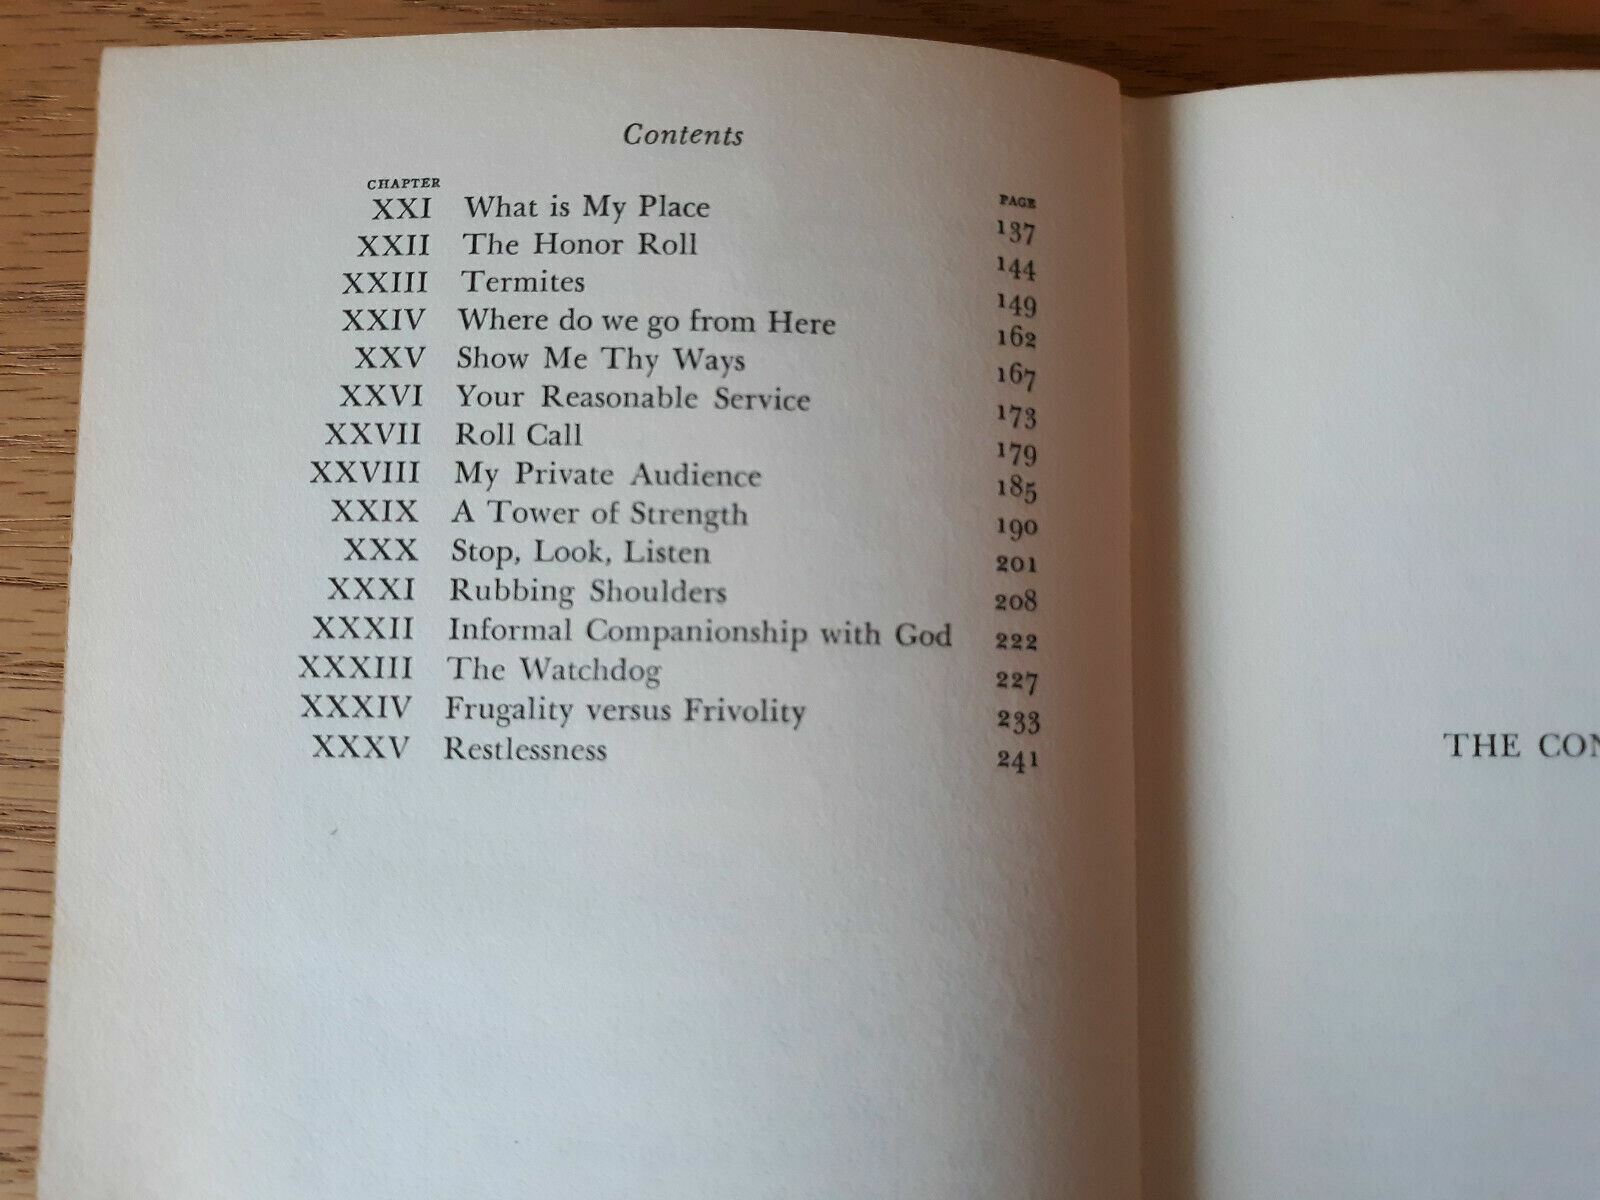 Contents
CHAPTER PAGE
XXI What is My Place 137
XXII The Honor Roll 144
XXIII Termites 149
XXIV Where do we go from Here 162
XXV Show Me Thy Ways 167
XXVI Your Reasonable Service 173
XXVII Roll Call 179
XXVIII My Private Audience 185
XXIX A Tower of Strength 190
XXX Stop, Look, Listen 201
XXXI Rubbing Shoulders 208
XXXII Informal Companionship with God 222
XXXIII The Watchdog 227
XXXIV Frugality versus Frivolity 233
XXXV Restlessness 241
THE